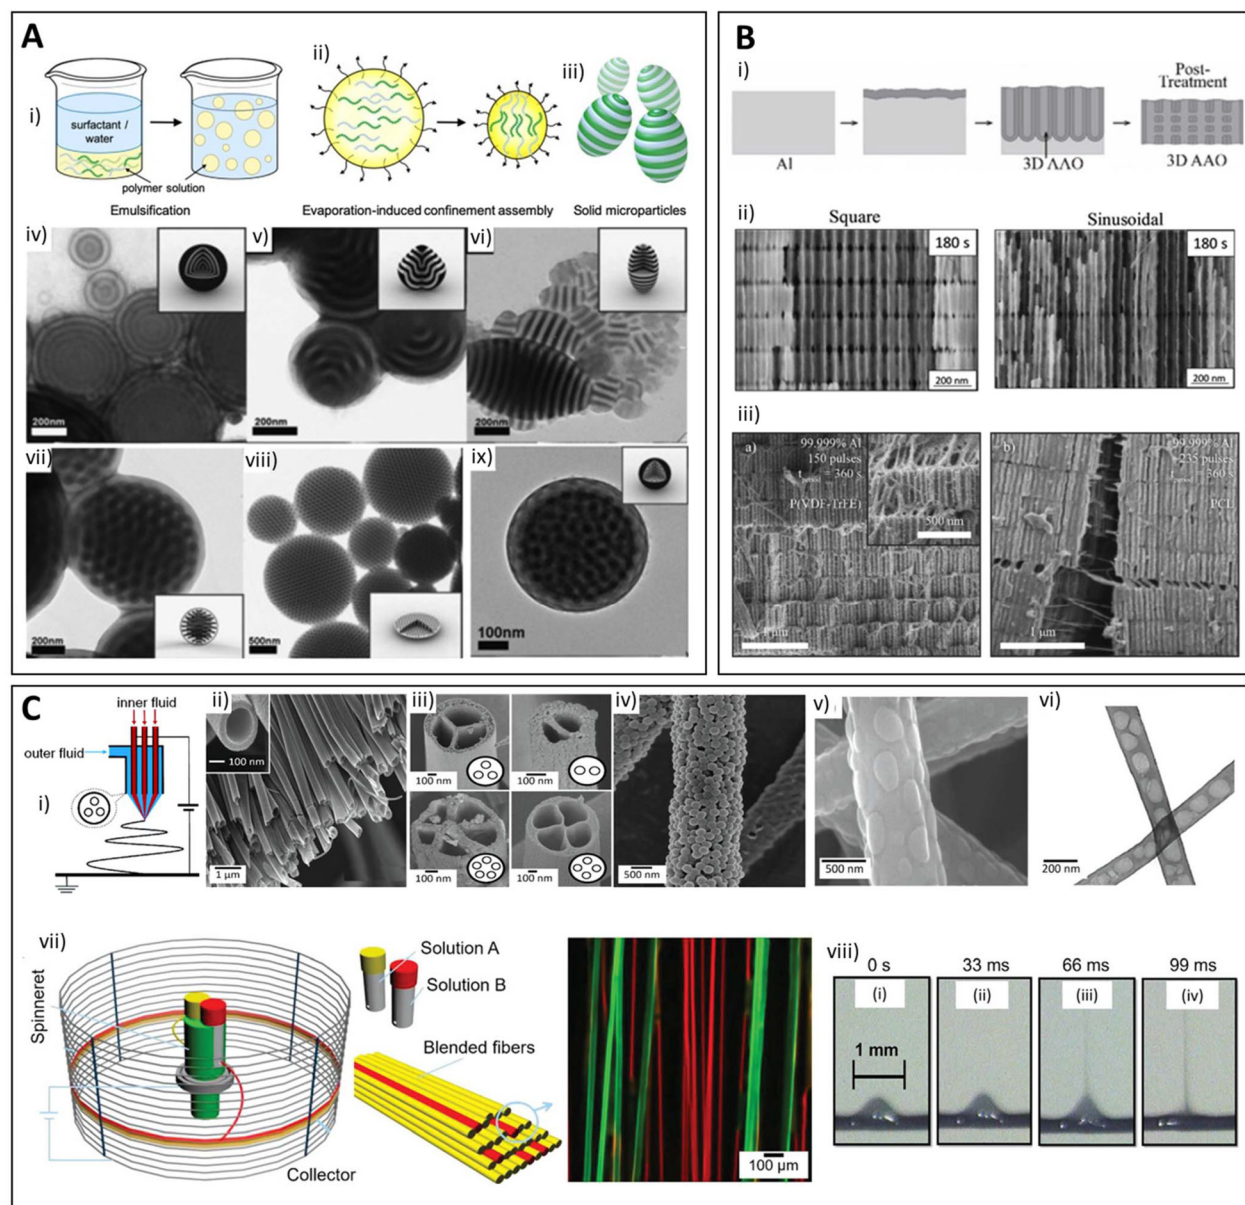 A
i)
surfactant /
water
polymer solution
Emulsification
ii)
Evaporation-induced confinement assembly
iii)
Solid microparticles
iv)
200nm
v)
200nm
vi)
200nm
vii)
200nm
viii)
500nm
ix)
100nm
B
i)
Al
3D AAO
Post-
Treatment
3D AAO
ii)
Square
180 s
200 nm
Sinusoidal
180 s
200 nm
iii)
a)
99.999% Al
150 pulses
= 360 s
P(VDF-TrFE)
500 nm
1 µm
b)
99.999% Al
235 pulses
= 360 s
PCL
1 µm
C
i)
inner fluid
outer fluid
ii)
100 nm
1 µm
iii)
100 nm
100 nm
100 nm
100 nm
iv)
500 nm
v)
500 nm
vi)
200 nm
vii)
Spinneret
Collector
Solution A
Solution B
Blended fibers
100 µm
viii)
0 s
33 ms
66 ms
99 ms
(i)
(ii)
(iii)
(iv)
1 mm